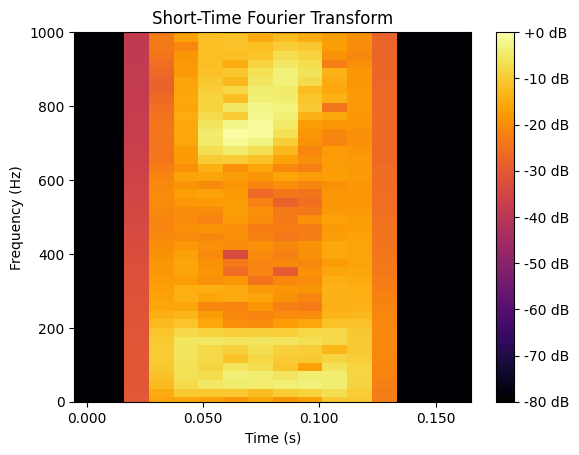 Short-Time Fourier Transform
1000
800
600
400
200
0
Frequency (Hz)
0.000
0.050
0.100
0.150
Time (s)
+0 dB
-10 dB
-20 dB
-30 dB
-40 dB
-50 dB
-60 dB
-70 dB
-80 dB